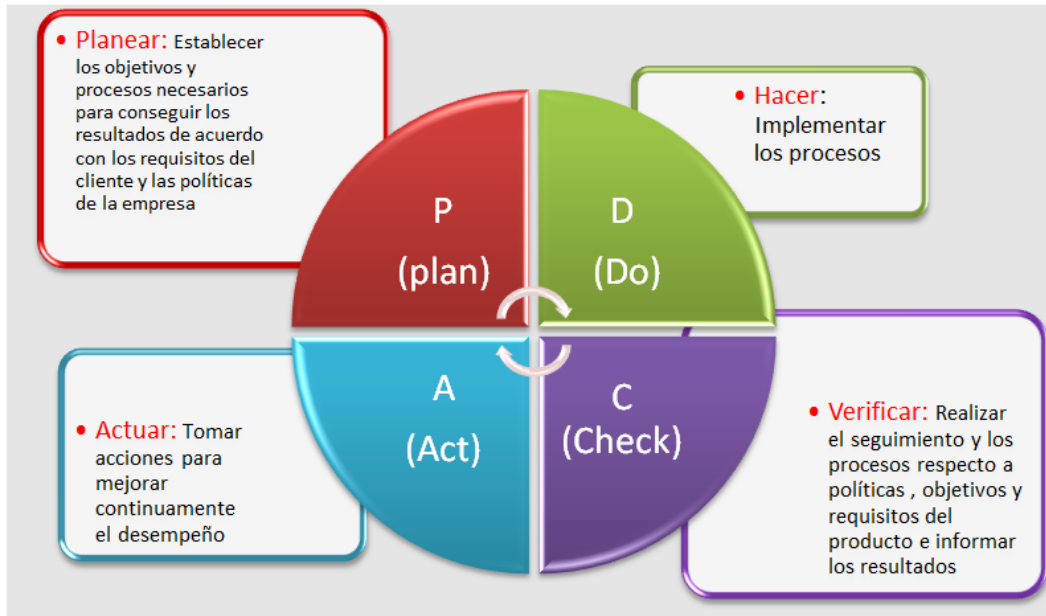 • Planear: Establecer
los objetivos y
procesos necesarios
para conseguir los
resultados de acuerdo
con los requisitos del
cliente y las políticas
de la empresa
• Hacer:
Implementar
los procesos
P
(plan)
D
(Do)
A
(Act)
C
(Check)
• Actuar: Tomar
acciones para
mejorar
continuamente
el desempeño
• Verificar: Realizar
el seguimiento y los
procesos respecto a
políticas , objetivos y
requisitos del
producto e informar
los resultados